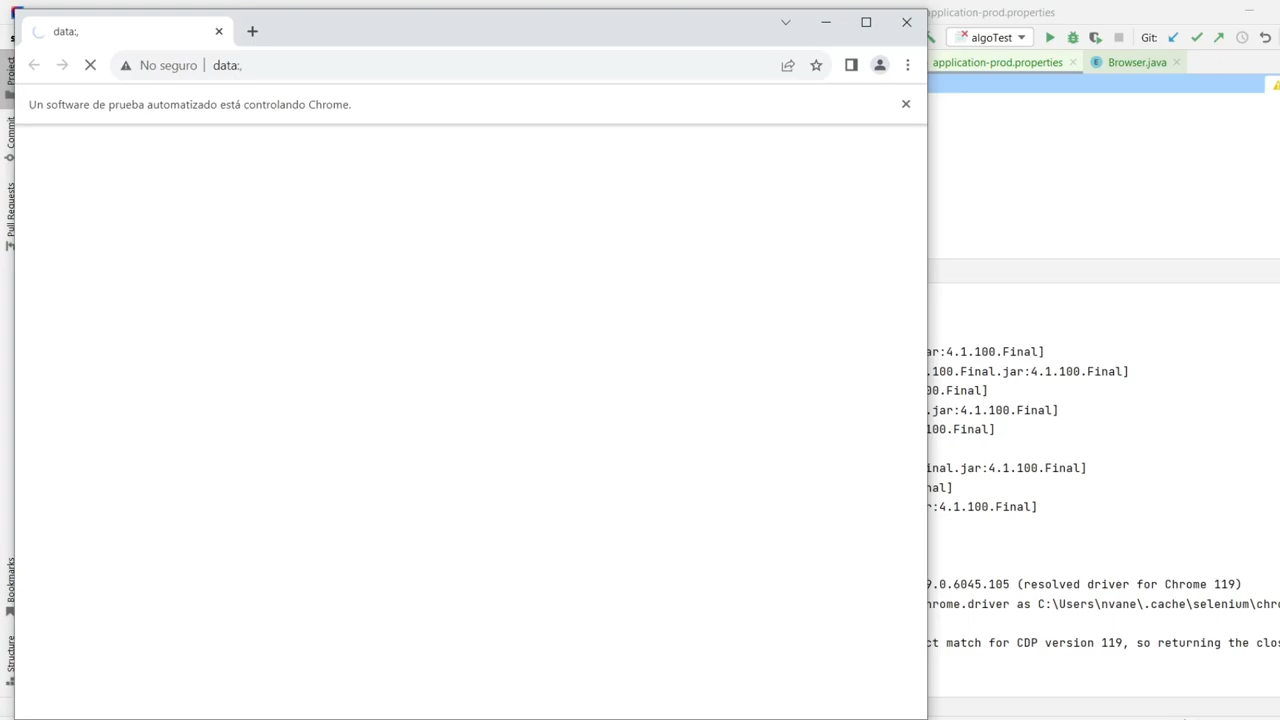 data:,
application-prod.properties
algoTest
Git:
No seguro
data:,
application-prod.properties
Browser.java
Un software de prueba automatizado está controlando Chrome.
Project
Commit
Pull Requests
Bookmarks
Structure
ar:4.1.100.Final]
.100.Final.jar:4.1.100.Final]
00.Final]
.jar:4.1.100.Final]
100.Final]
inal.jar:4.1.100.Final]
nal]
r:4.1.100.Final]
9.0.6045.105 (resolved driver for Chrome 119)
hrome.driver as C:\Users\nvane\.cache\selenium\chro
ct match for CDP version 119, so returning the clos